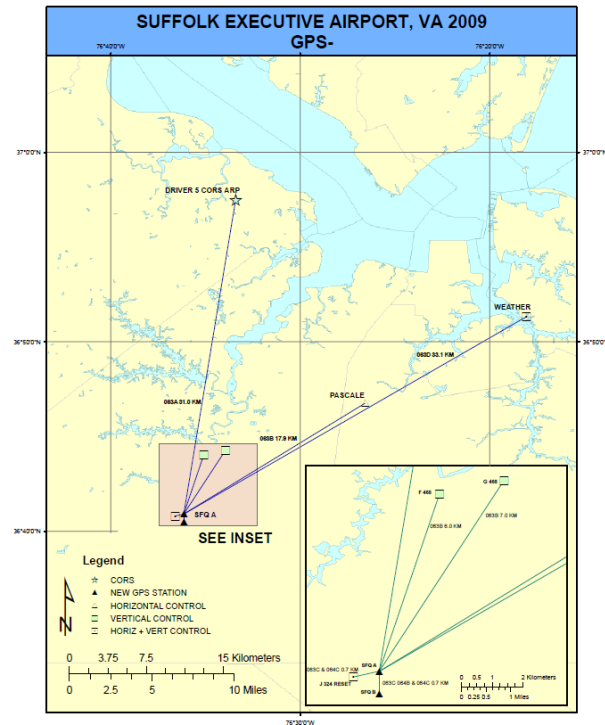 SUFFOLK EXECUTIVE AIRPORT, VA 2009
GPS-
76°40'0"W
76°20'0"W
37°0'0"N
37°0'0"N
DRIVER 5 CORS ARP
WEATHER
36°50'0"N
36°50'0"N
063D 33.1 KM
PASCALE
063A 31.0 KM
063B 17.9 KM
SFQ A
36°40'0"N
SEE INSET
Legend
CORS
NEW GPS STATION
HORIZONTAL CONTROL
VERTICAL CONTROL
HORIZ + VERT CONTROL
N
0 3.75 7.5 15 Kilometers
0 2.5 5 10 Miles
G 468
F 468
063B 7.0 KM
063B 6.0 KM
SFQ A
063C & 064C 0.7 KM
J 324 RESET
063C 064B & 064C 0.7 KM
SFQ B
0 0.5 1 2 Kilometers
0 0.25 0.5 1 Miles
76°30'0"W